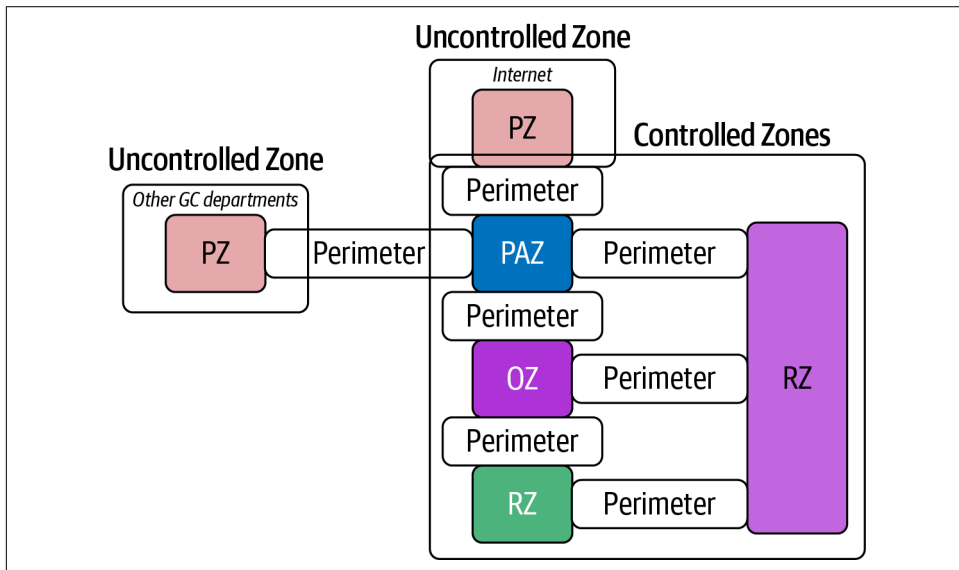 Uncontrolled Zone
Internet
PZ
Controlled Zones
Uncontrolled Zone
Other GC departments
Perimeter
PZ
Perimeter
PAZ
Perimeter
Perimeter
OZ
Perimeter
RZ
Perimeter
RZ
Perimeter